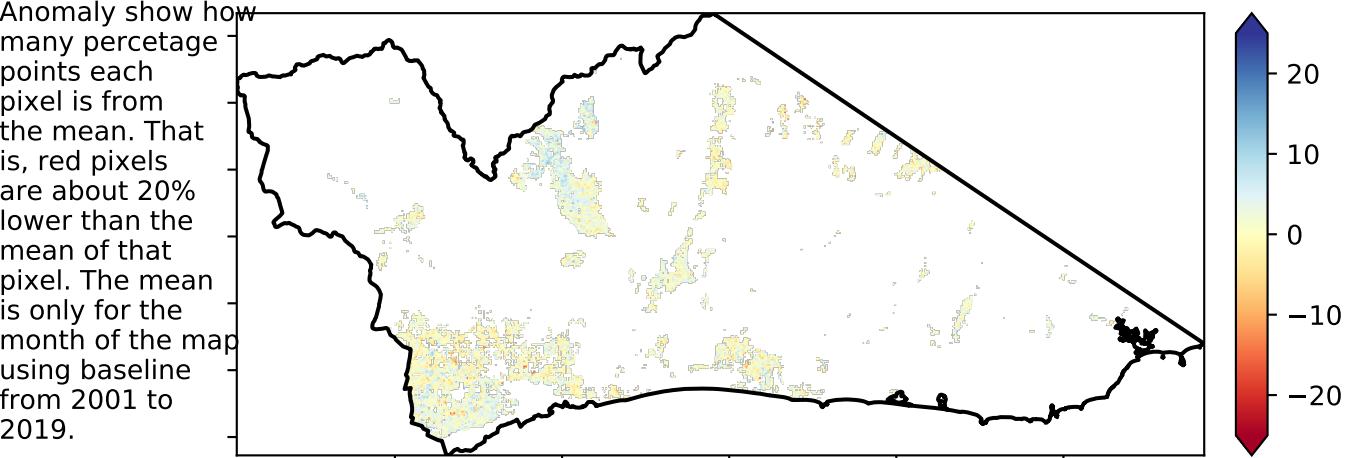 Anomaly show how
many percetage
points each
pixel is from
the mean. That
is, red pixels
are about 20%
lower than the
mean of that
pixel. The mean
is only for the
month of the map
using baseline
from 2001 to
2019.
20
10
0
−10
−20